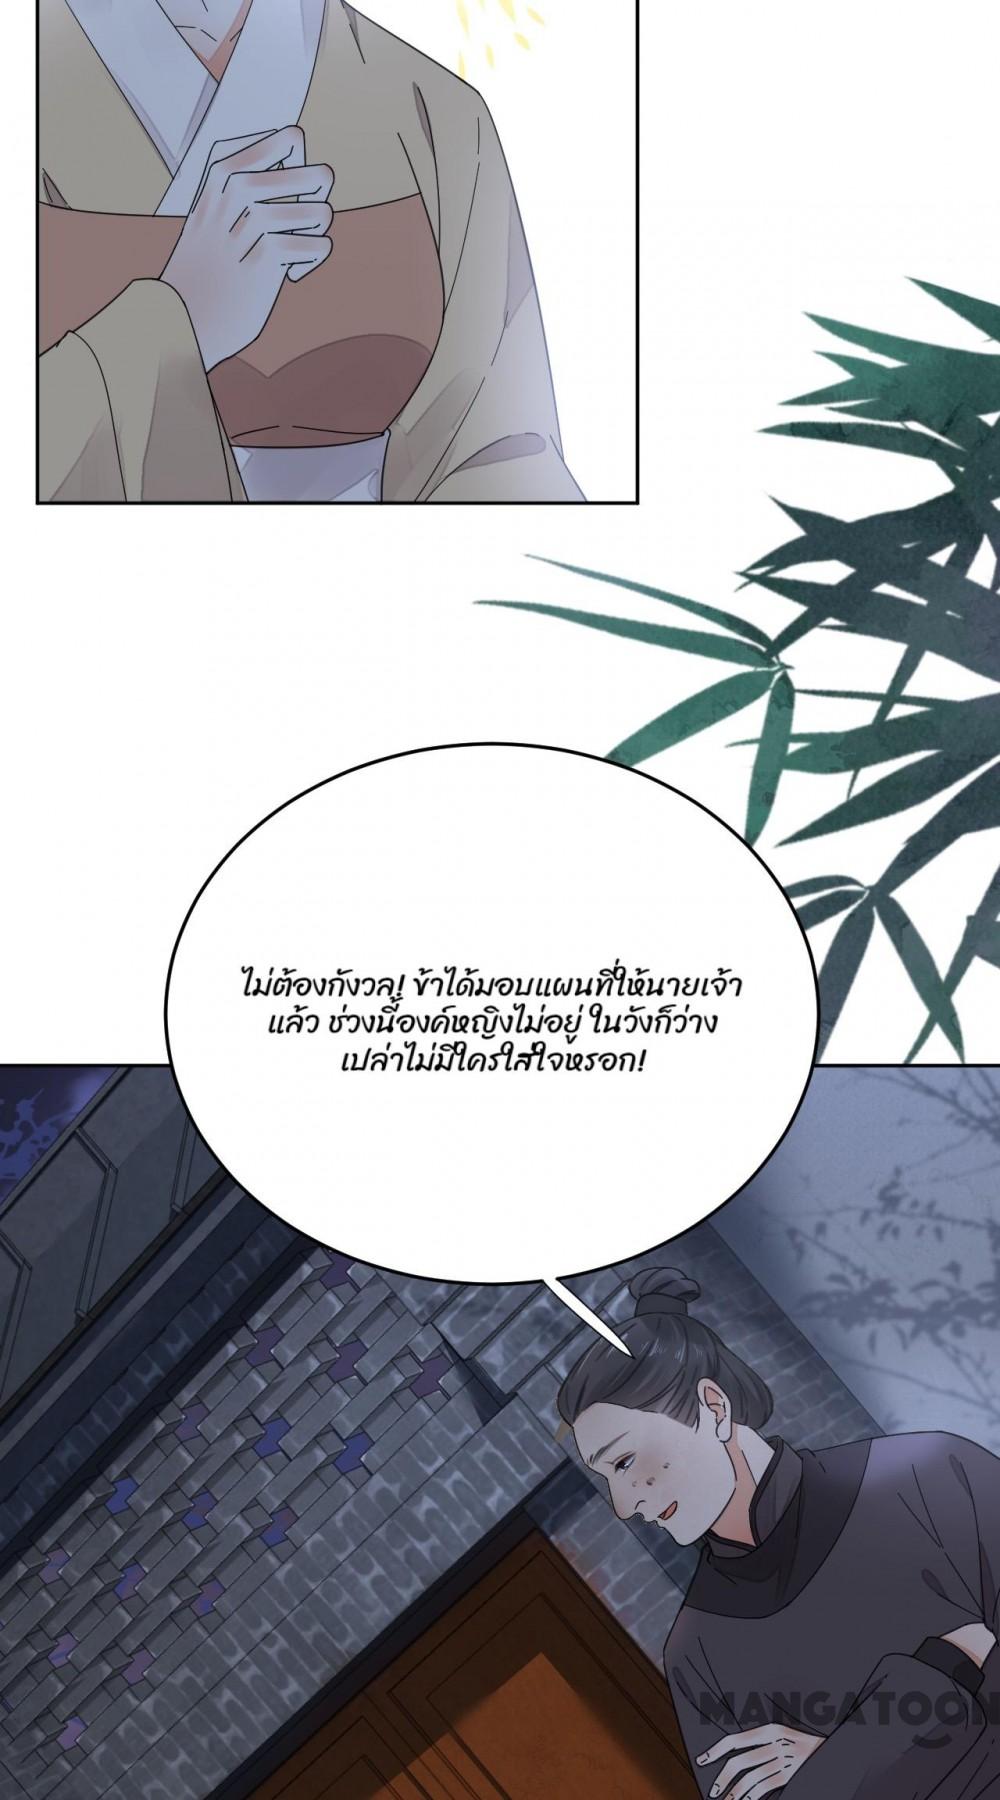 ไม่ต้องกังวล! ข้าได้มอบแผนที่ให้นายเจ้า
แล้ว ช่วงนี้องค์หญิงไม่อยู่ ในวังก็ว่าง
เปล่าไม่มีใครใส่ใจหรอก!
MANGATOON